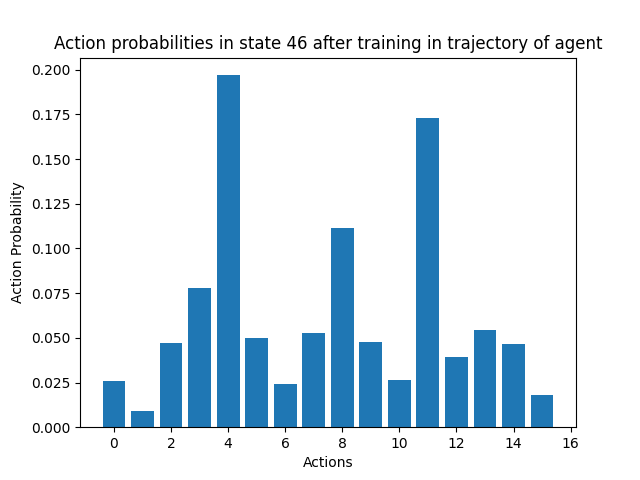 Action probabilities in state 46 after training in trajectory of agent
0.200
0.175
0.150
0.125
0.100
0.075
0.050
0.025
0.000
Action Probability
0 2 4 6 8 10 12 14 16
Actions